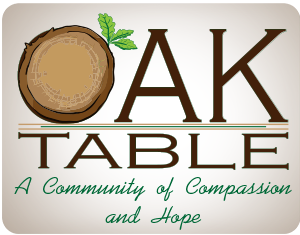 OAK
TABLE
A Community of Compassion
and Hope